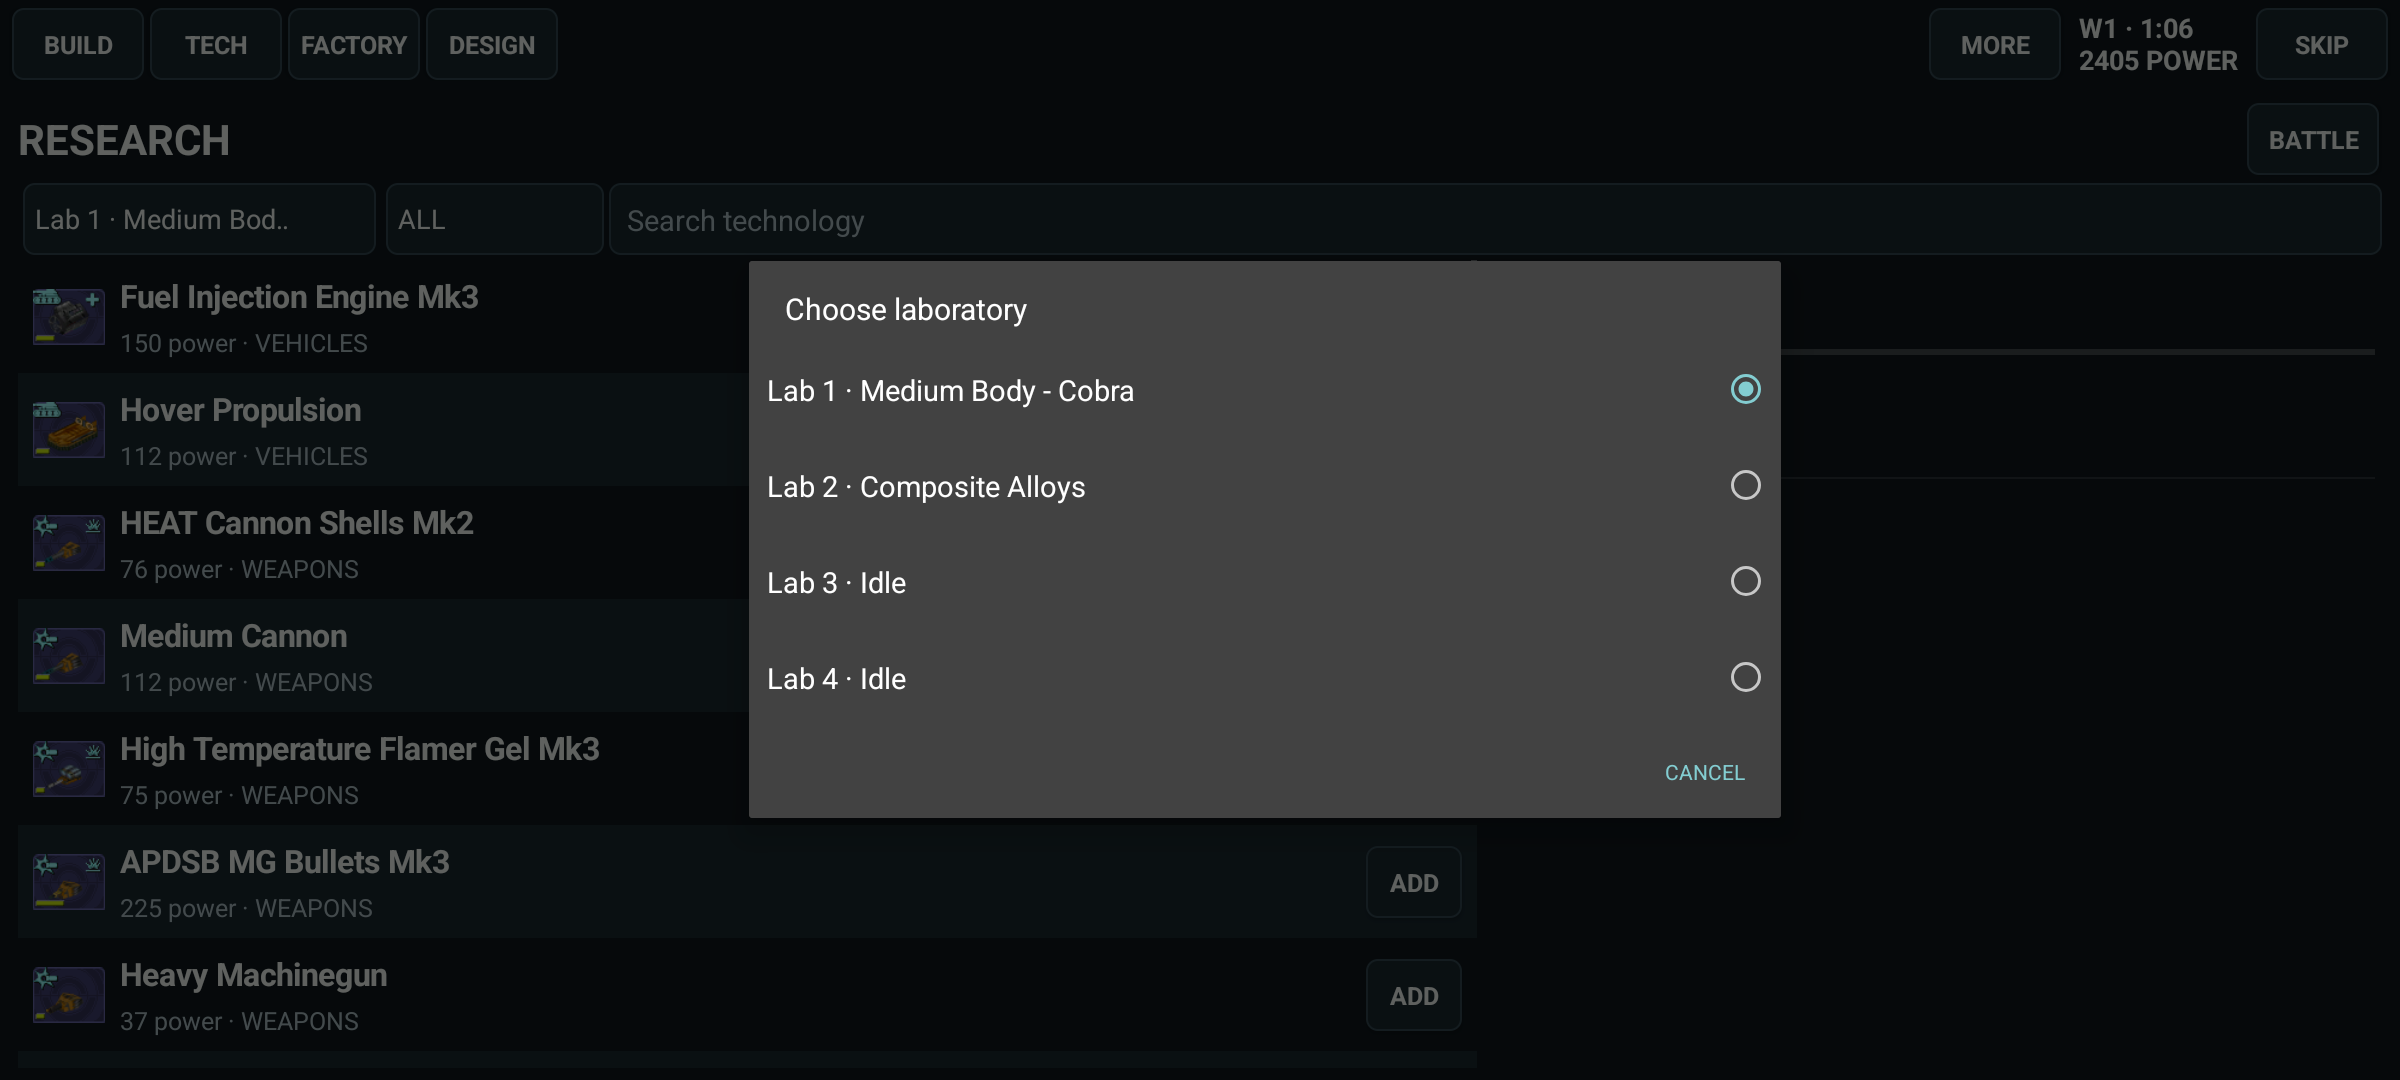 BUILD
TECH
FACTORY
DESIGN
MORE
W1 · 1:06
2405 POWER
SKIP
RESEARCH
BATTLE
Lab 1 · Medium Bod..
ALL
Search technology
Fuel Injection Engine Mk3
150 power · VEHICLES
Hover Propulsion
112 power · VEHICLES
HEAT Cannon Shells Mk2
76 power · WEAPONS
Medium Cannon
112 power · WEAPONS
High Temperature Flamer Gel Mk3
75 power · WEAPONS
APDSB MG Bullets Mk3
225 power · WEAPONS
ADD
Heavy Machinegun
37 power · WEAPONS
ADD
Choose laboratory
Lab 1 · Medium Body - Cobra
Lab 2 · Composite Alloys
Lab 3 · Idle
Lab 4 · Idle
CANCEL